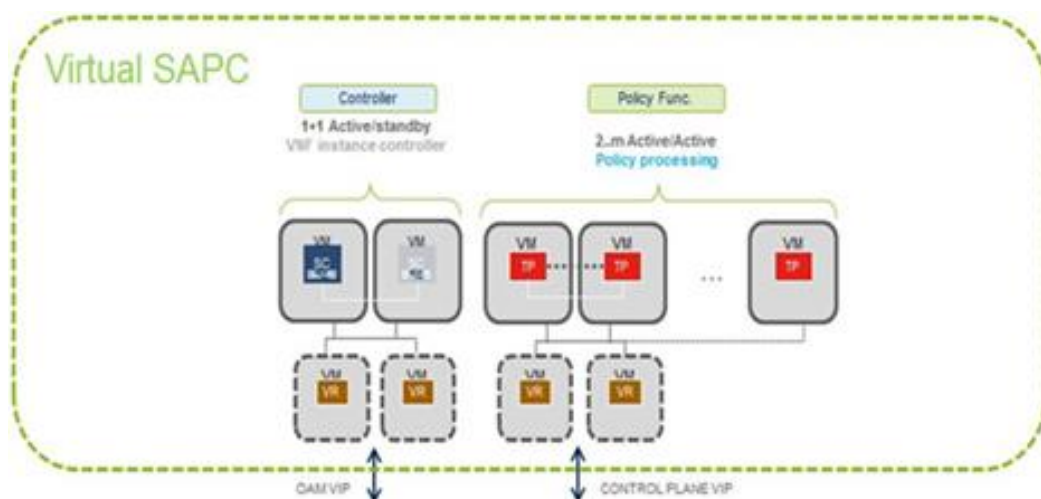 Virtual SAPC
Controller
1+1 Active/standby
VNF instance controller
Policy Func.
2..m Active/Active
Policy processing
VM
SC
VM
SC
VM
TP
VM
TP
...
VM
TP
VM
VR
VM
VR
VM
VR
VM
VR
OAM VIP
CONTROL PLANE VIP